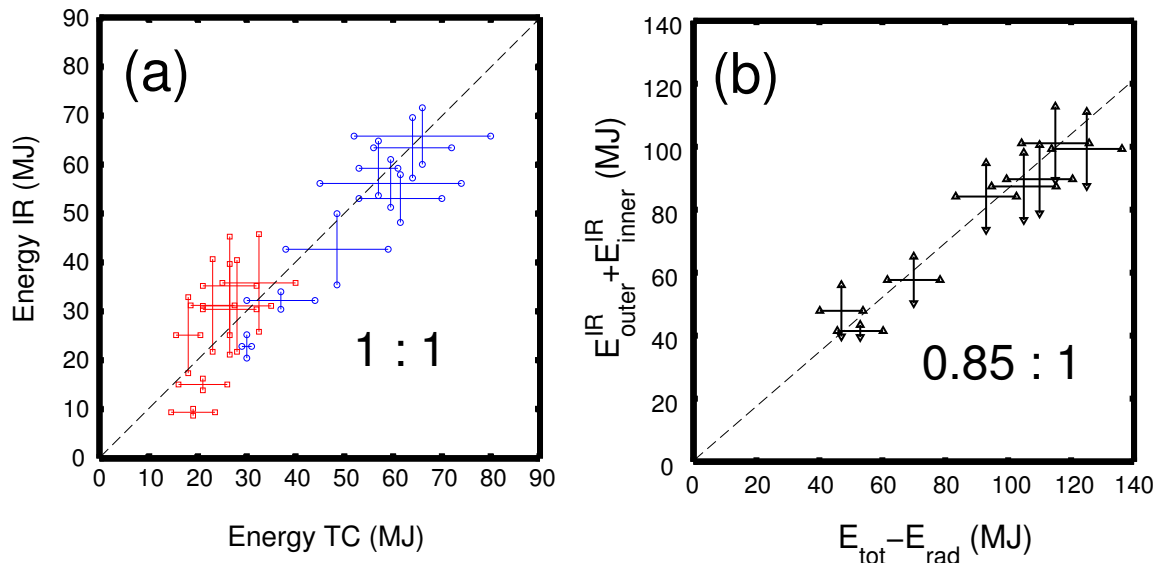 (a)
90
80
70
60
50
40
30
20
10
0
Energy IR (MJ)
1 : 1
0 10 20 30 40 50 60 70 80 90
Energy TC (MJ)
(b)
140
120
100
80
60
40
20
0
E^IR_outer+E^IR_inner (MJ)
0.85 : 1
0 20 40 60 80 100 120 140
E_tot−E_rad (MJ)